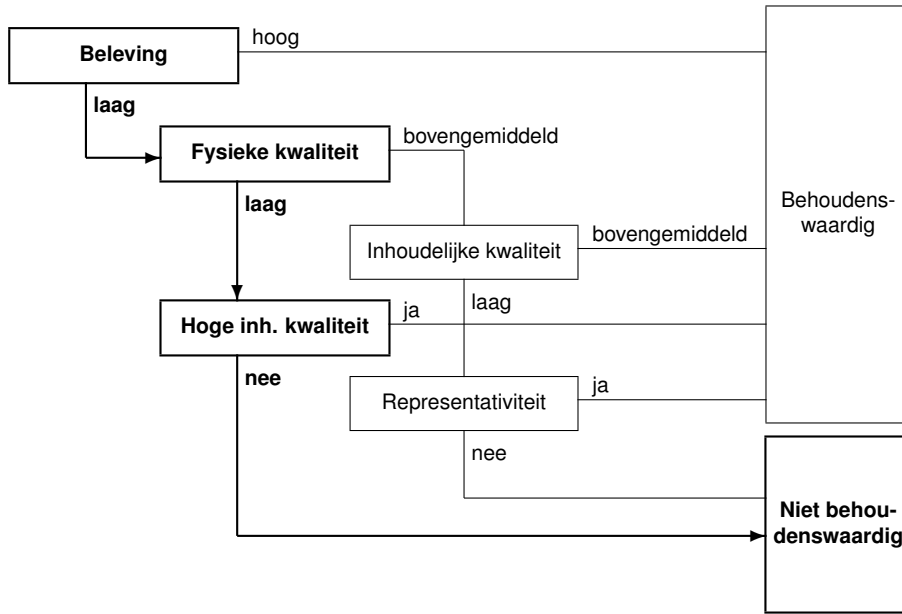 hoog
Beleving
laag
bovengemiddeld
Fysieke kwaliteit
laag
Behoudens-
waardig
bovengemiddeld
Inhoudelijke kwaliteit
laag
ja
Hoge inh. kwaliteit
nee
ja
Representativiteit
nee
Niet behou-
denswaardig